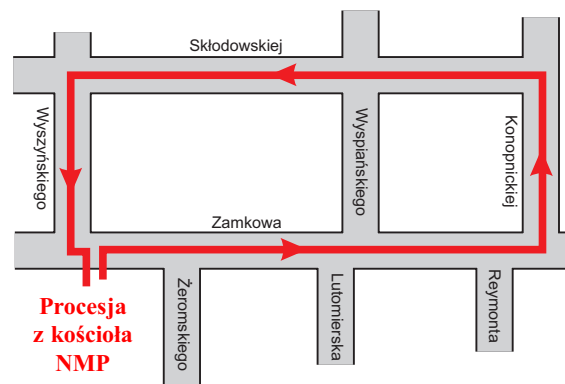 Skłodowskiej
Wyszyńskiego
Wyspiańskiego
Konopnickiej
Zamkowa
Żeromskiego
Lutomierska
Reymonta
Procesja
z kościoła
NMP